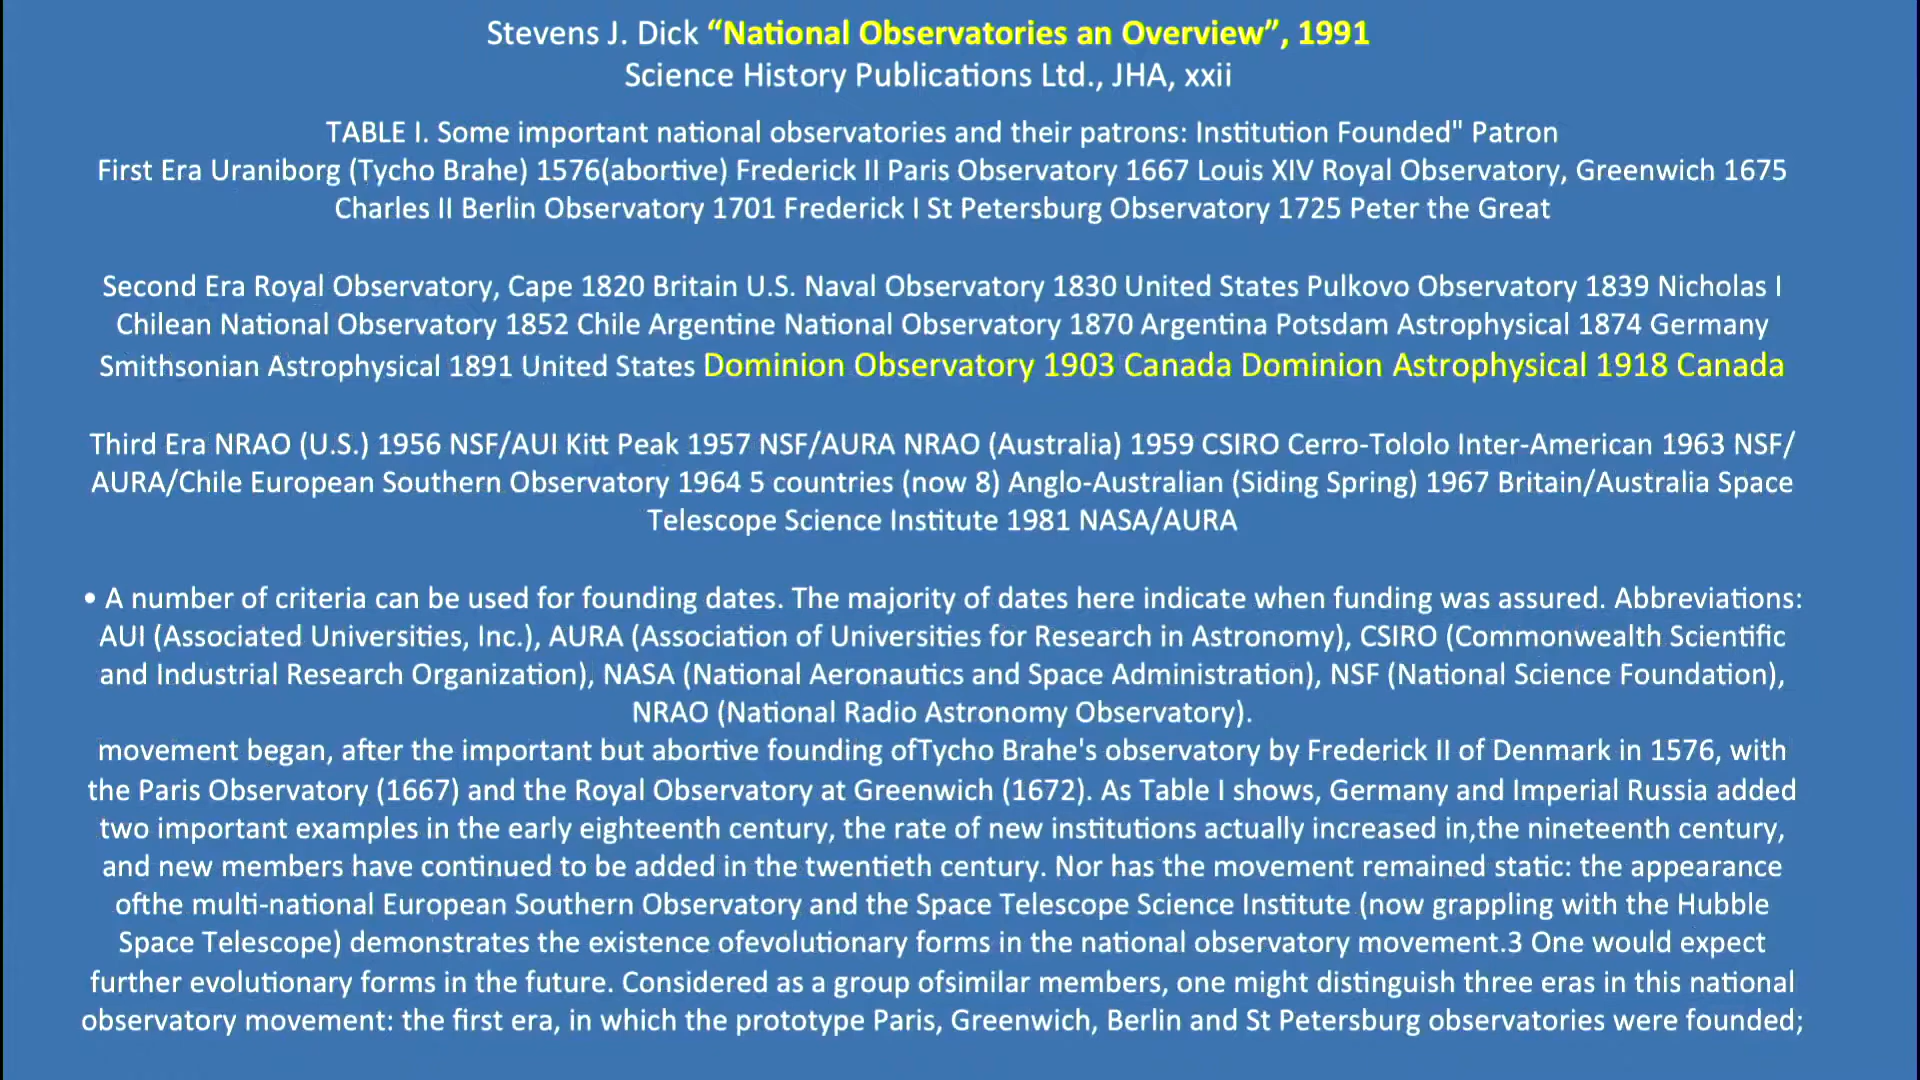 Stevens J. Dick “National Observatories an Overview”, 1991
Science History Publications Ltd., JHA, xxii
TABLE I. Some important national observatories and their patrons: Institution Founded" Patron
First Era Uraniborg (Tycho Brahe) 1576(abortive) Frederick II Paris Observatory 1667 Louis XIV Royal Observatory, Greenwich 1675
Charles II Berlin Observatory 1701 Frederick I St Petersburg Observatory 1725 Peter the Great
Second Era Royal Observatory, Cape 1820 Britain U.S. Naval Observatory 1830 United States Pulkovo Observatory 1839 Nicholas I
Chilean National Observatory 1852 Chile Argentine National Observatory 1870 Argentina Potsdam Astrophysical 1874 Germany
Smithsonian Astrophysical 1891 United States Dominion Observatory 1903 Canada Dominion Astrophysical 1918 Canada
Third Era NRAO (U.S.) 1956 NSF/AUI Kitt Peak 1957 NSF/AURA NRAO (Australia) 1959 CSIRO Cerro-Tololo Inter-American 1963 NSF/
AURA/Chile European Southern Observatory 1964 5 countries (now 8) Anglo-Australian (Siding Spring) 1967 Britain/Australia Space
Telescope Science Institute 1981 NASA/AURA
• A number of criteria can be used for founding dates. The majority of dates here indicate when funding was assured. Abbreviations:
AUI (Associated Universities, Inc.), AURA (Association of Universities for Research in Astronomy), CSIRO (Commonwealth Scientific
and Industrial Research Organization), NASA (National Aeronautics and Space Administration), NSF (National Science Foundation),
NRAO (National Radio Astronomy Observatory).
movement began, after the important but abortive founding ofTycho Brahe's observatory by Frederick II of Denmark in 1576, with
the Paris Observatory (1667) and the Royal Observatory at Greenwich (1672). As Table I shows, Germany and Imperial Russia added
two important examples in the early eighteenth century, the rate of new institutions actually increased in,the nineteenth century,
and new members have continued to be added in the twentieth century. Nor has the movement remained static: the appearance
ofthe multi-national European Southern Observatory and the Space Telescope Science Institute (now grappling with the Hubble
Space Telescope) demonstrates the existence ofevolutionary forms in the national observatory movement.3 One would expect
further evolutionary forms in the future. Considered as a group ofsimilar members, one might distinguish three eras in this national
observatory movement: the first era, in which the prototype Paris, Greenwich, Berlin and St Petersburg observatories were founded;